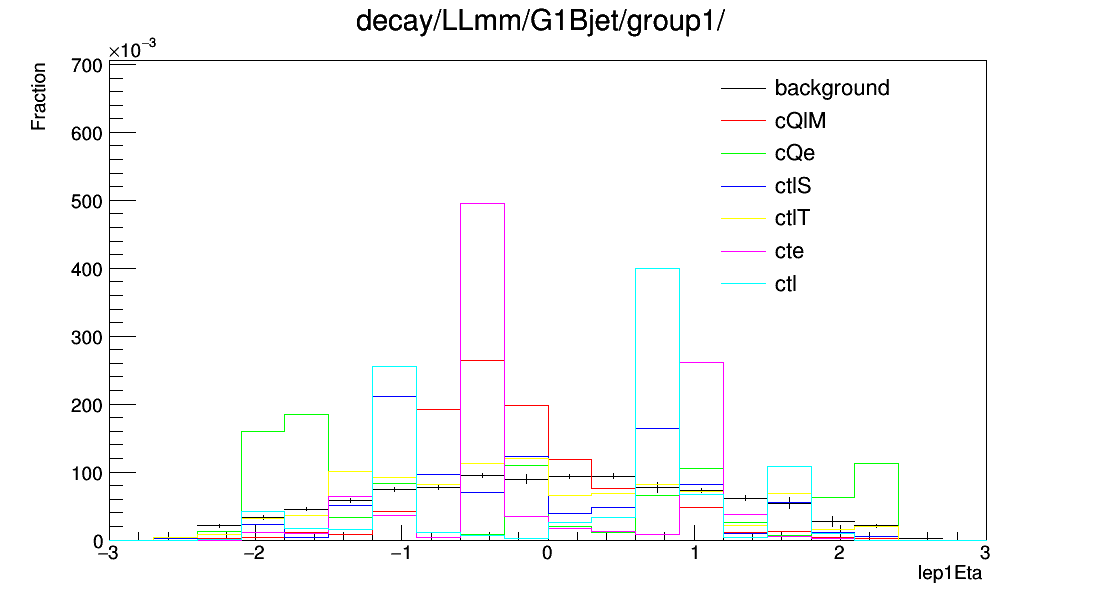 decay/LLmm/G1Bjet/group1/
×10−3
Fraction
700
600
500
400
300
200
100
0
background
cQlM
cQe
ctlS
ctlT
cte
ctl
−3 −2 −1 0 1 2 3
lep1Eta